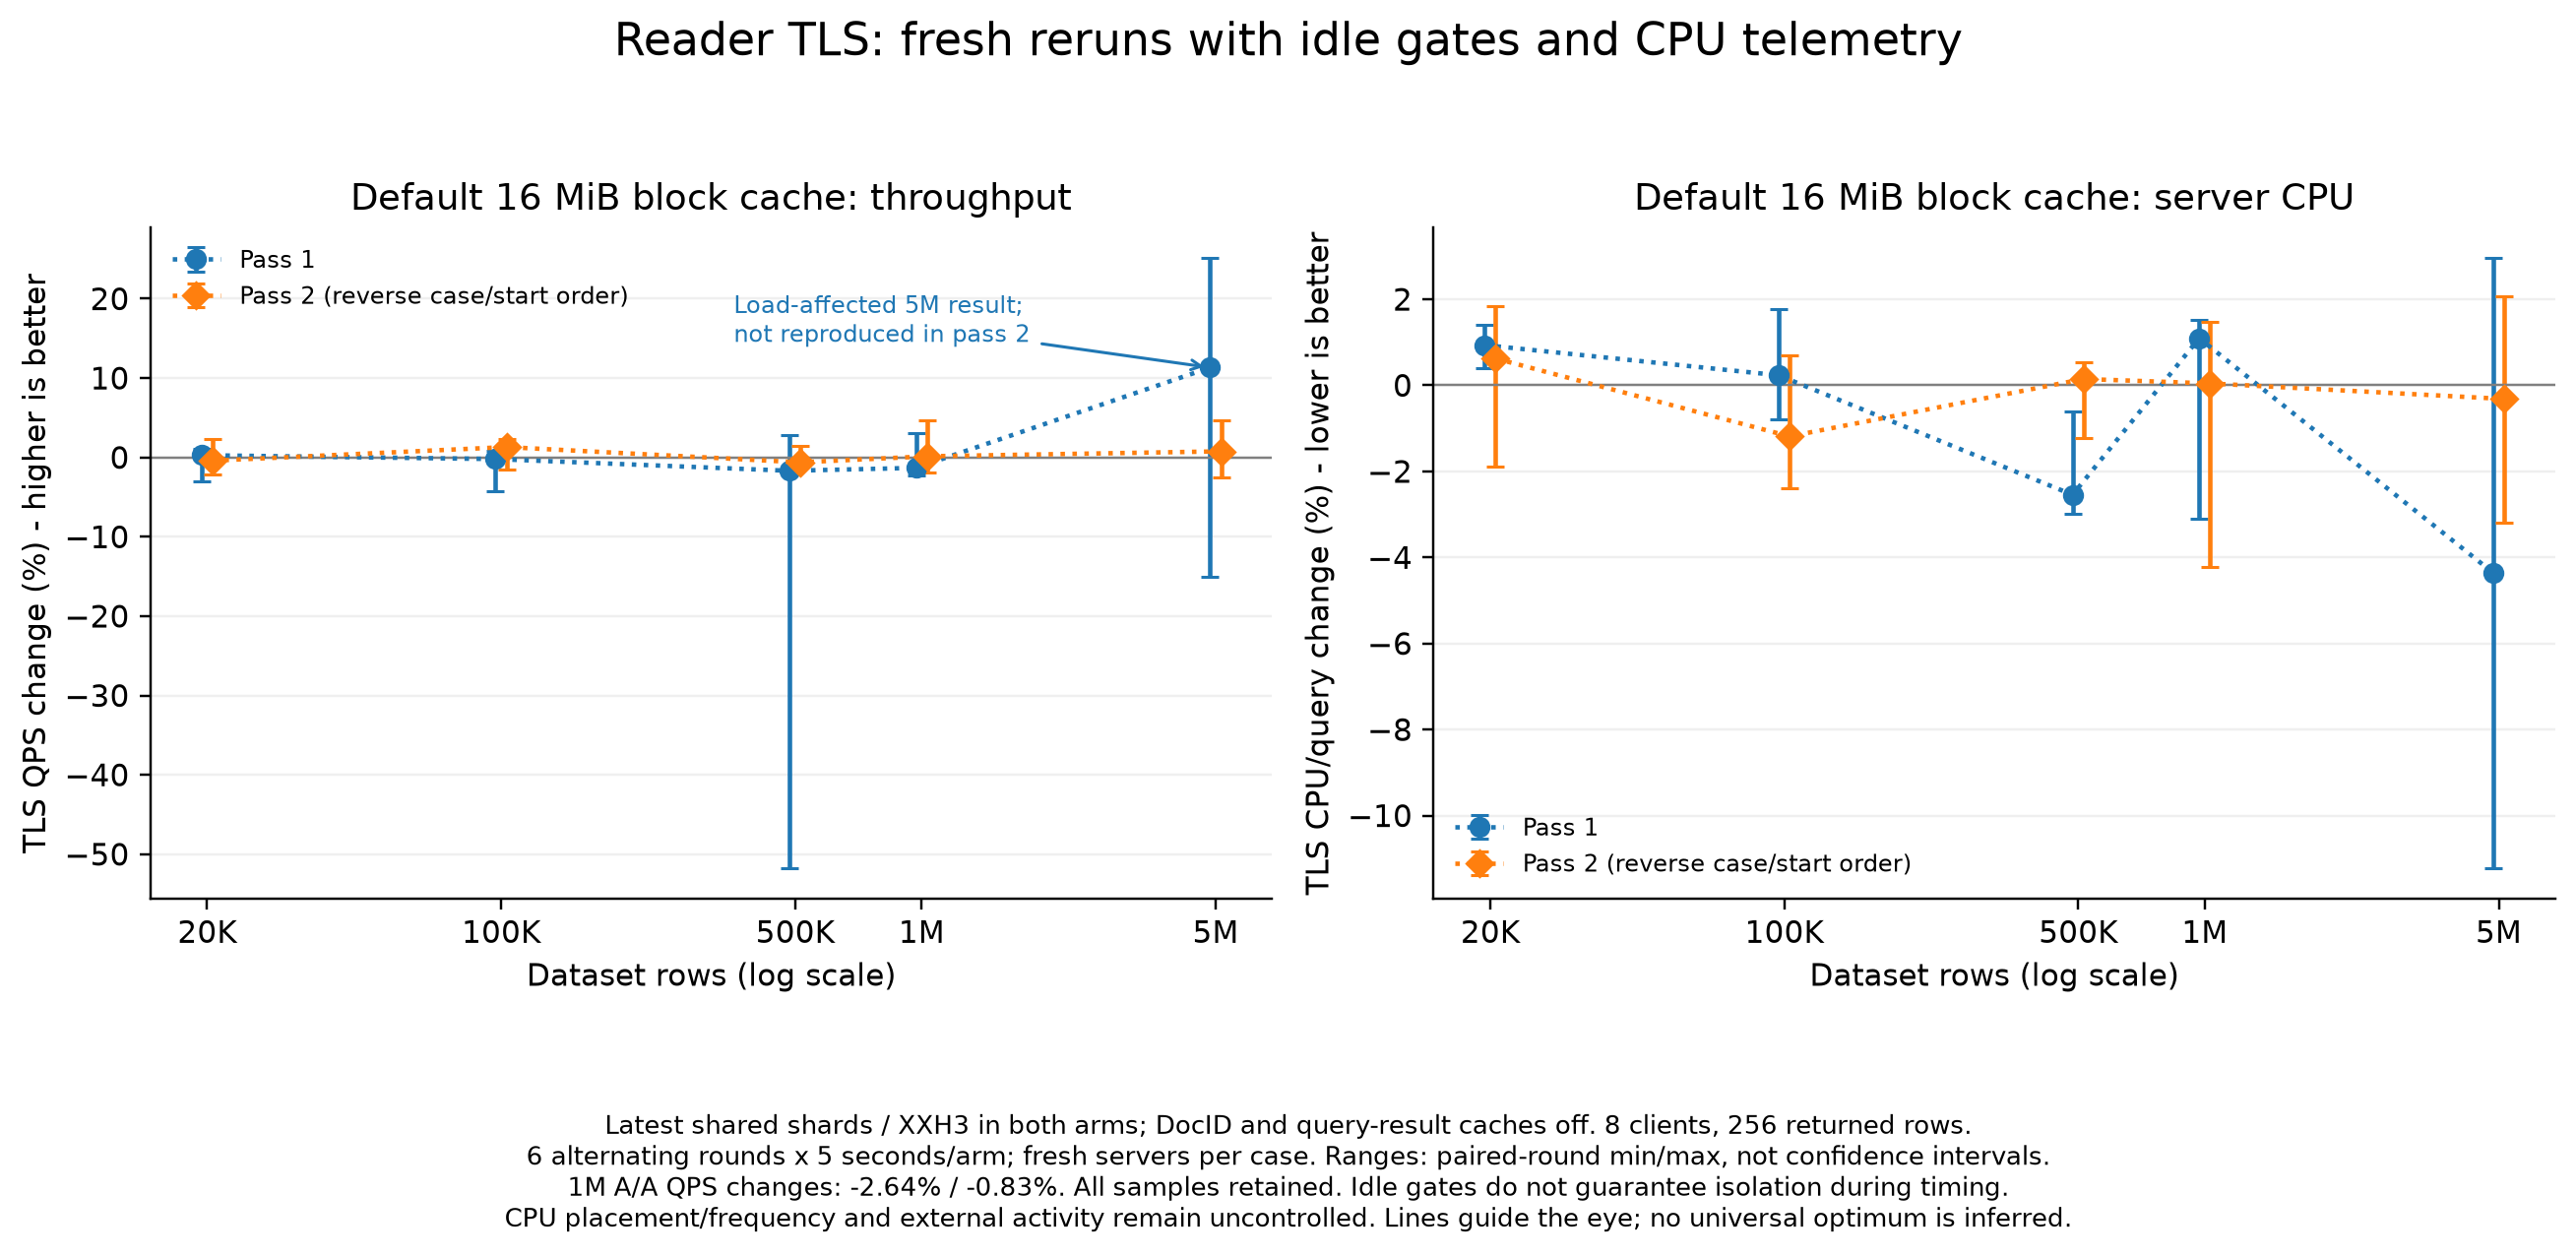 Reader TLS: fresh reruns with idle gates and CPU telemetry
Default 16 MiB block cache: throughput
TLS QPS change (%) - higher is better
20
10
0
−10
−20
−30
−40
−50
Pass 1
Pass 2 (reverse case/start order)
Load-affected 5M result;
not reproduced in pass 2
20K
100K
500K
1M
5M
Dataset rows (log scale)
Default 16 MiB block cache: server CPU
TLS CPU/query change (%) - lower is better
2
0
−2
−4
−6
−8
−10
Pass 1
Pass 2 (reverse case/start order)
20K
100K
500K
1M
5M
Dataset rows (log scale)
Latest shared shards / XXH3 in both arms; DocID and query-result caches off. 8 clients, 256 returned rows.
6 alternating rounds x 5 seconds/arm; fresh servers per case. Ranges: paired-round min/max, not confidence intervals.
1M A/A QPS changes: -2.64% / -0.83%. All samples retained. Idle gates do not guarantee isolation during timing.
CPU placement/frequency and external activity remain uncontrolled. Lines guide the eye; no universal optimum is inferred.